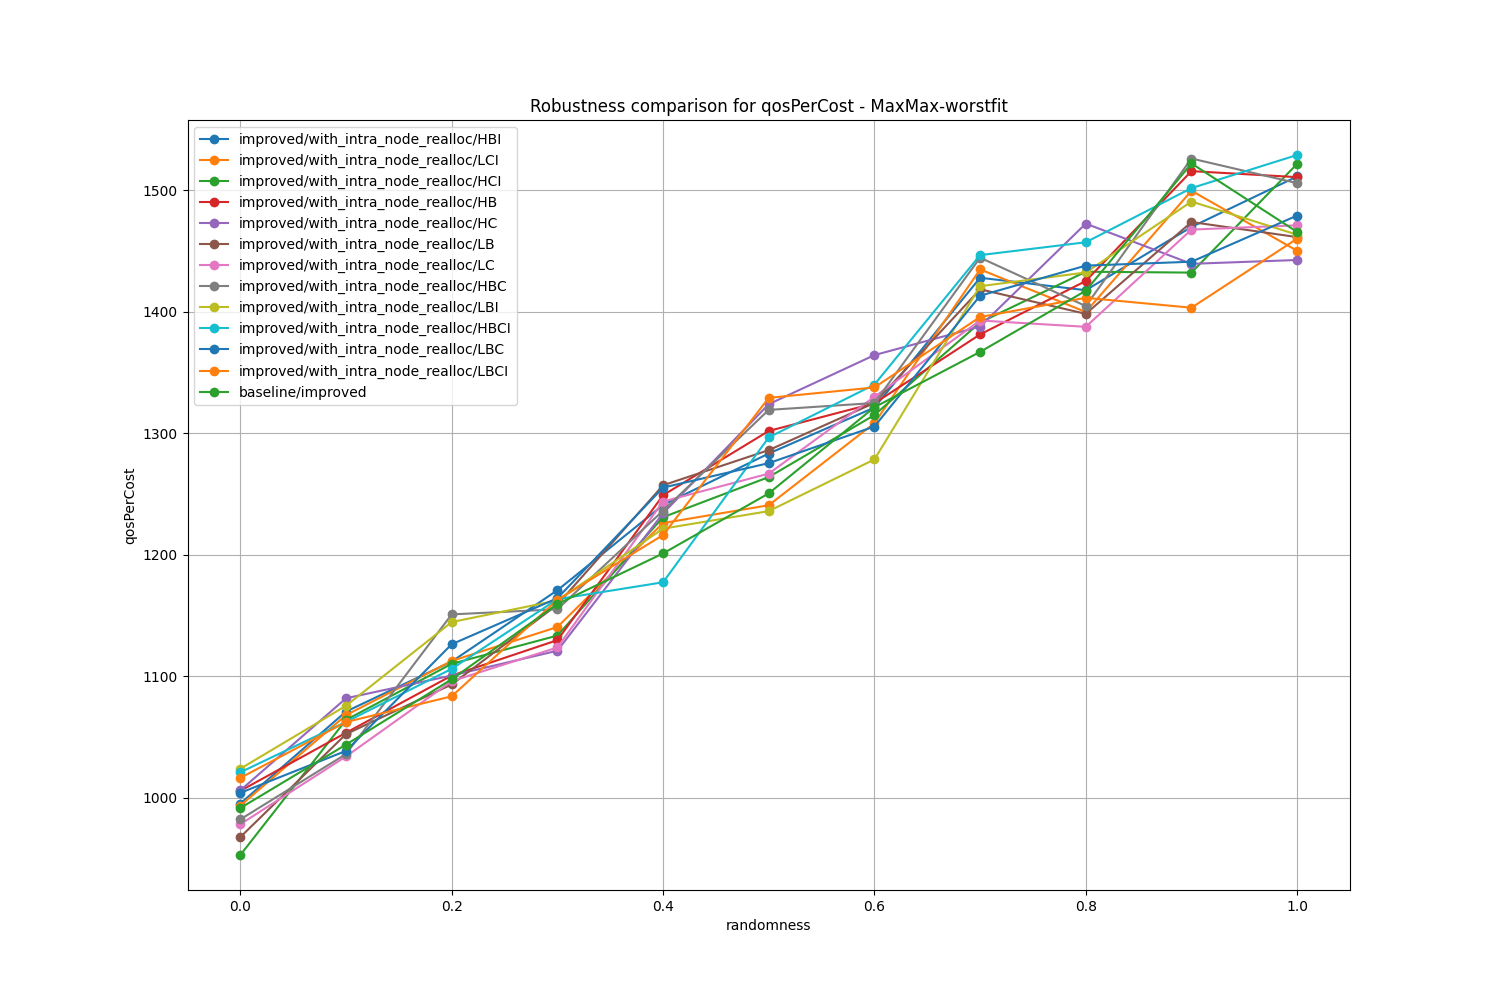 Robustness comparison for qosPerCost - MaxMax-worstfit
improved/with_intra_node_realloc/HBI
improved/with_intra_node_realloc/LCI
improved/with_intra_node_realloc/HCI
improved/with_intra_node_realloc/HB
improved/with_intra_node_realloc/HC
improved/with_intra_node_realloc/LB
improved/with_intra_node_realloc/LC
improved/with_intra_node_realloc/HBC
improved/with_intra_node_realloc/LBI
improved/with_intra_node_realloc/HBCI
improved/with_intra_node_realloc/LBC
improved/with_intra_node_realloc/LBCI
baseline/improved
1500
1400
1300
1200
1100
1000
qosPerCost
0.0 0.2 0.4 0.6 0.8 1.0
randomness